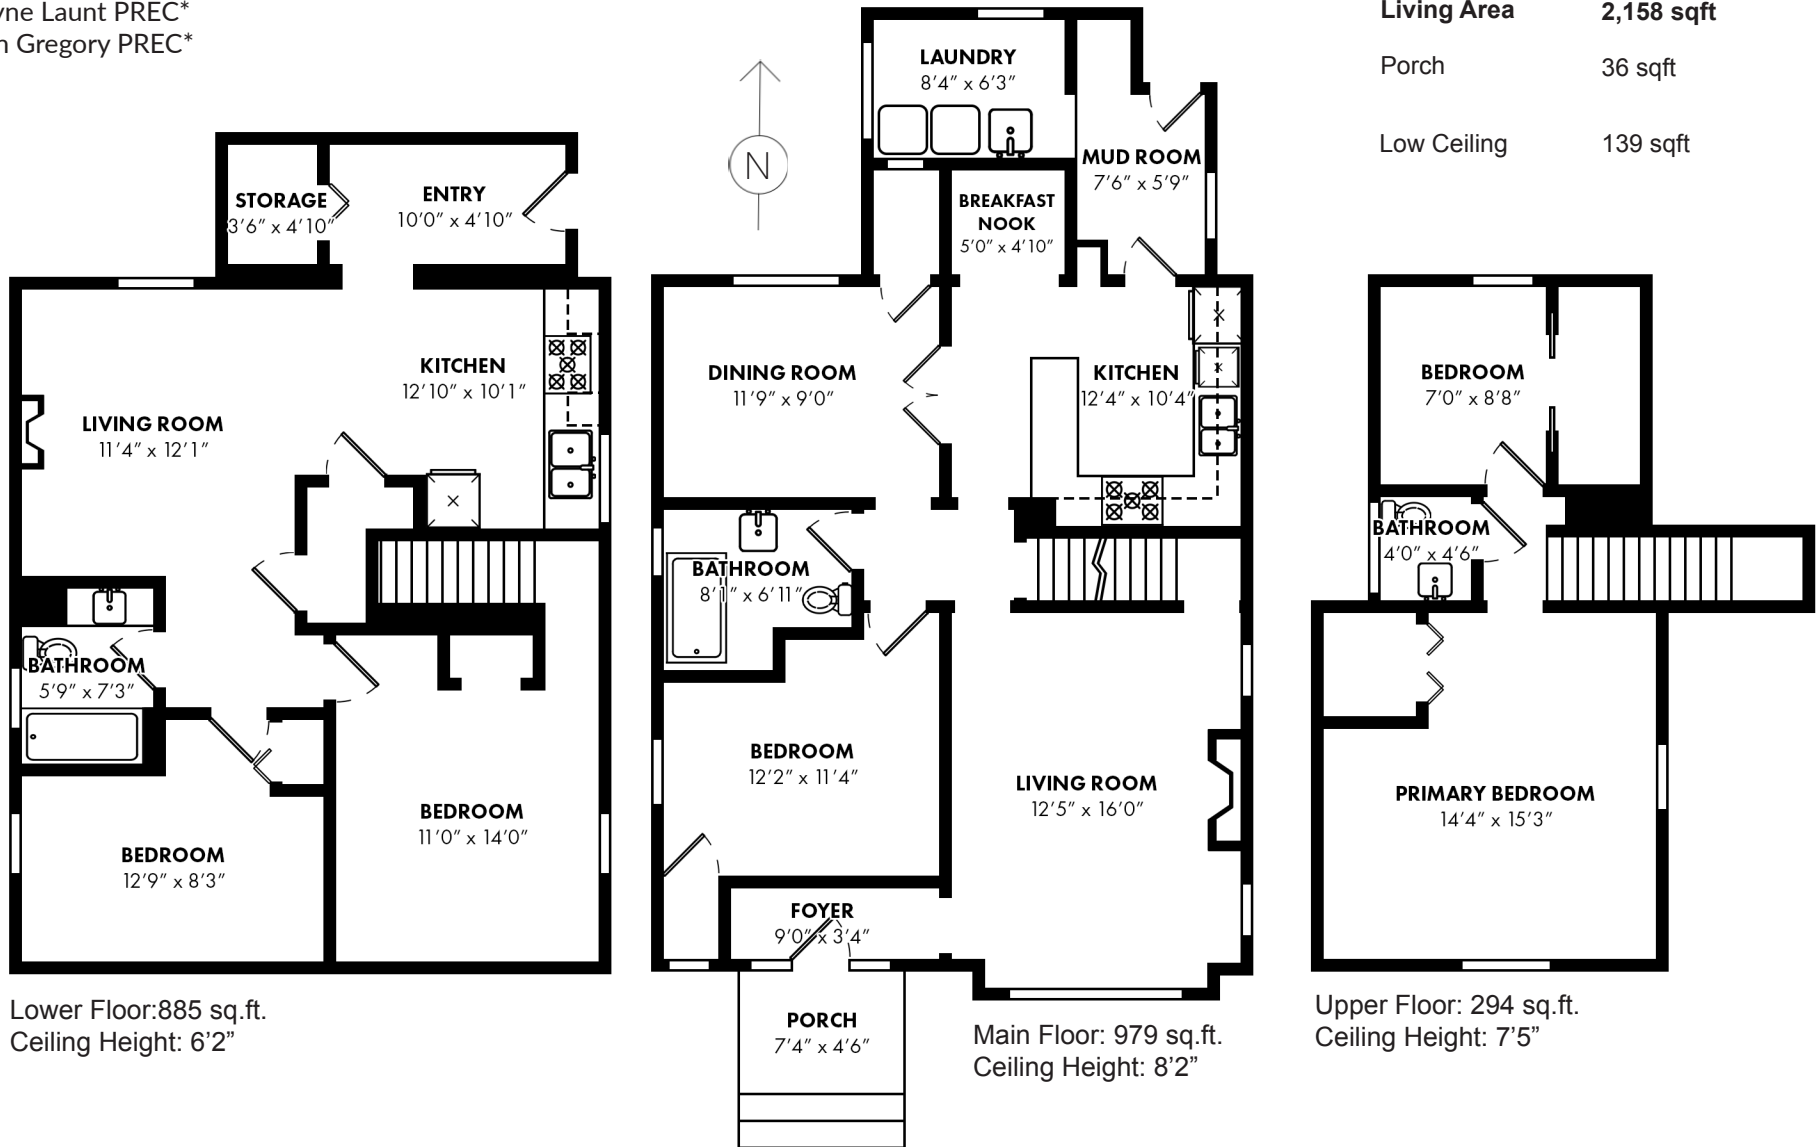 yne Launt PREC*
n Gregory PREC*
Living Area 2,158 sqft
Porch 36 sqft
Low Ceiling 139 sqft
N
STORAGE
3’6” x 4’10”
ENTRY
10’0” x 4’10”
KITCHEN
12’10” x 10’1”
LIVING ROOM
11’4” x 12’1”
BATHROOM
5’9” x 7’3”
BEDROOM
12’9” x 8’3”
BEDROOM
11’0” x 14’0”
Lower Floor:885 sq.ft.
Ceiling Height: 6’2”
LAUNDRY
8’4” x 6’3”
MUD ROOM
7’6” x 5’9”
BREAKFAST
NOOK
5’0” x 4’10”
DINING ROOM
11’9” x 9’0”
KITCHEN
12’4” x 10’4”
BATHROOM
8’1” x 6’11”
BEDROOM
12’2” x 11’4”
LIVING ROOM
12’5” x 16’0”
FOYER
9’0” x 3’4”
PORCH
7’4” x 4’6”
Main Floor: 979 sq.ft.
Ceiling Height: 8’2”
BEDROOM
7’0” x 8’8”
BATHROOM
4’0” x 4’6”
PRIMARY BEDROOM
14’4” x 15’3”
Upper Floor: 294 sq.ft.
Ceiling Height: 7’5”